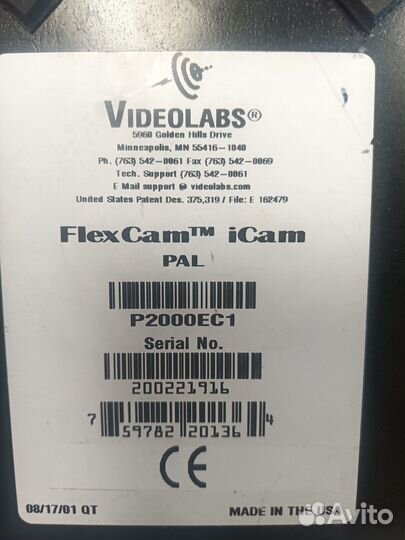 VIDEOLABS®
5960 Golden Hills Drive
Minneapolis, MN 55416-1040
Ph. (763) 542-0061 Fax (763) 542-0069
Tech. Support (763) 542-0061
E Mail support @ videolabs.com
United States Patent Des. 375,319 / File: E 162479
FlexCam™ iCam
PAL
P2000EC1
Serial No.
200221916
7 59782 20136 4
CE
08/17/01 QT MADE IN THE USA
Avito